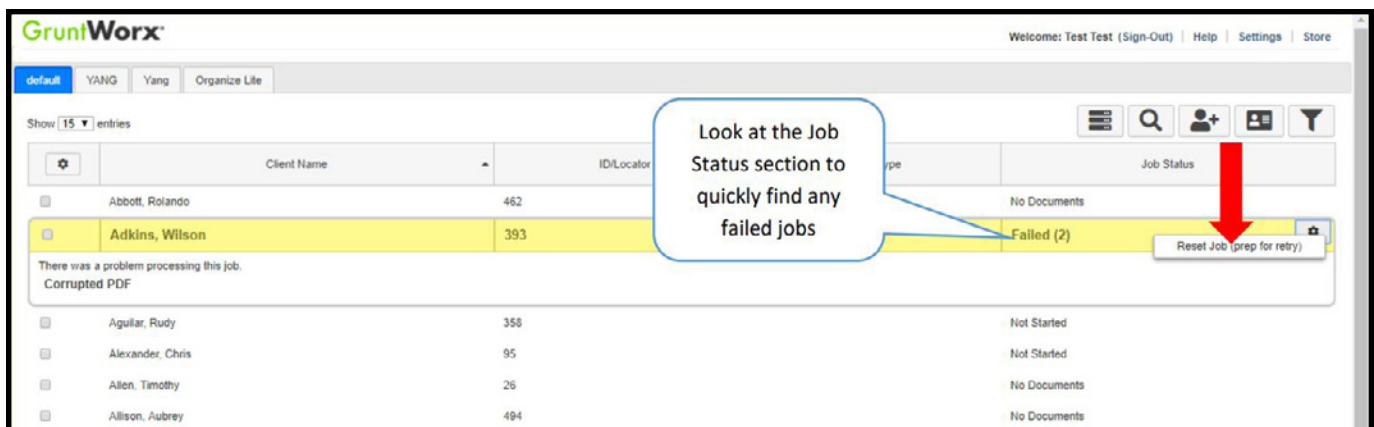 GruntWorx
Welcome: Test Test (Sign-Out) | Help | Settings | Store
default YANG Yang Organize Lite
Show 15 entries
Client Name ID/Locator ype Job Status
Look at the Job
Status section to
quickly find any
failed jobs
Abbott, Rolando 462 No Documents
Adkins, Wilson 393 Failed (2)
Reset Job (prep for retry)
There was a problem processing this job.
Corrupted PDF
Aguilar, Rudy 358 Not Started
Alexander, Chris 95 Not Started
Allen, Timothy 26 No Documents
Allison, Aubrey 494 No Documents